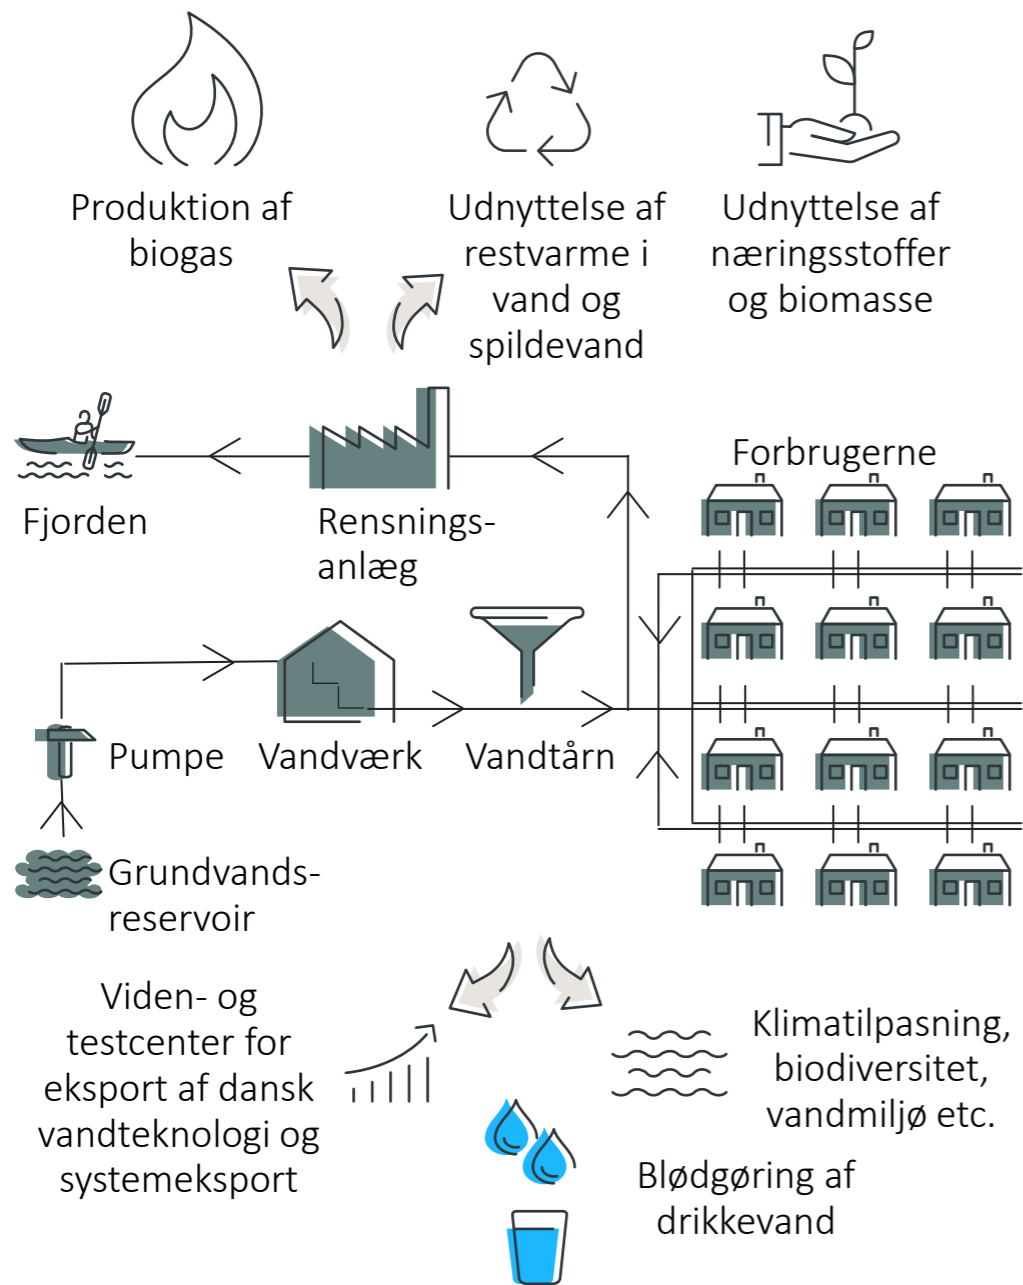 Produktion af
biogas
Udnyttelse af
restvarme i
vand og
spildevand
Udnyttelse af
næringsstoffer
og biomasse
Fjorden
Rensnings-
anlæg
Forbrugerne
Pumpe
Vandværk
Vandtårn
Grundvands-
reservoir
Viden- og
testcenter for
eksport af dansk
vandteknologi og
systemeksport
Klimatilpasning,
biodiversitet,
vandmiljø etc.
Blødgøring af
drikkevand